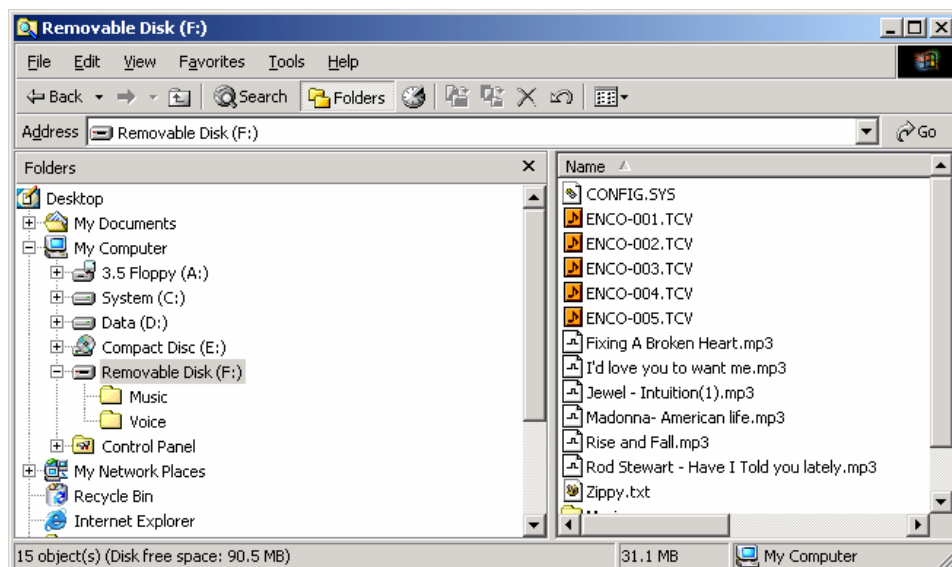 Removable Disk (F:)
File Edit View Favorites Tools Help
Back Search Folders
Address Removable Disk (F:) Go
Folders
Desktop
My Documents
My Computer
3.5 Floppy (A:)
System (C:)
Data (D:)
Compact Disc (E:)
Removable Disk (F:)
Music
Voice
Control Panel
My Network Places
Recycle Bin
Internet Explorer
Name
CONFIG.SYS
ENCO-001.TCV
ENCO-002.TCV
ENCO-003.TCV
ENCO-004.TCV
ENCO-005.TCV
Fixing A Broken Heart.mp3
I'd love you to want me.mp3
Jewel - Intuition(1).mp3
Madonna- American life.mp3
Rise and Fall.mp3
Rod Stewart - Have I Told you lately.mp3
Zippy.txt
15 object(s) (Disk free space: 90.5 MB) 31.1 MB My Computer